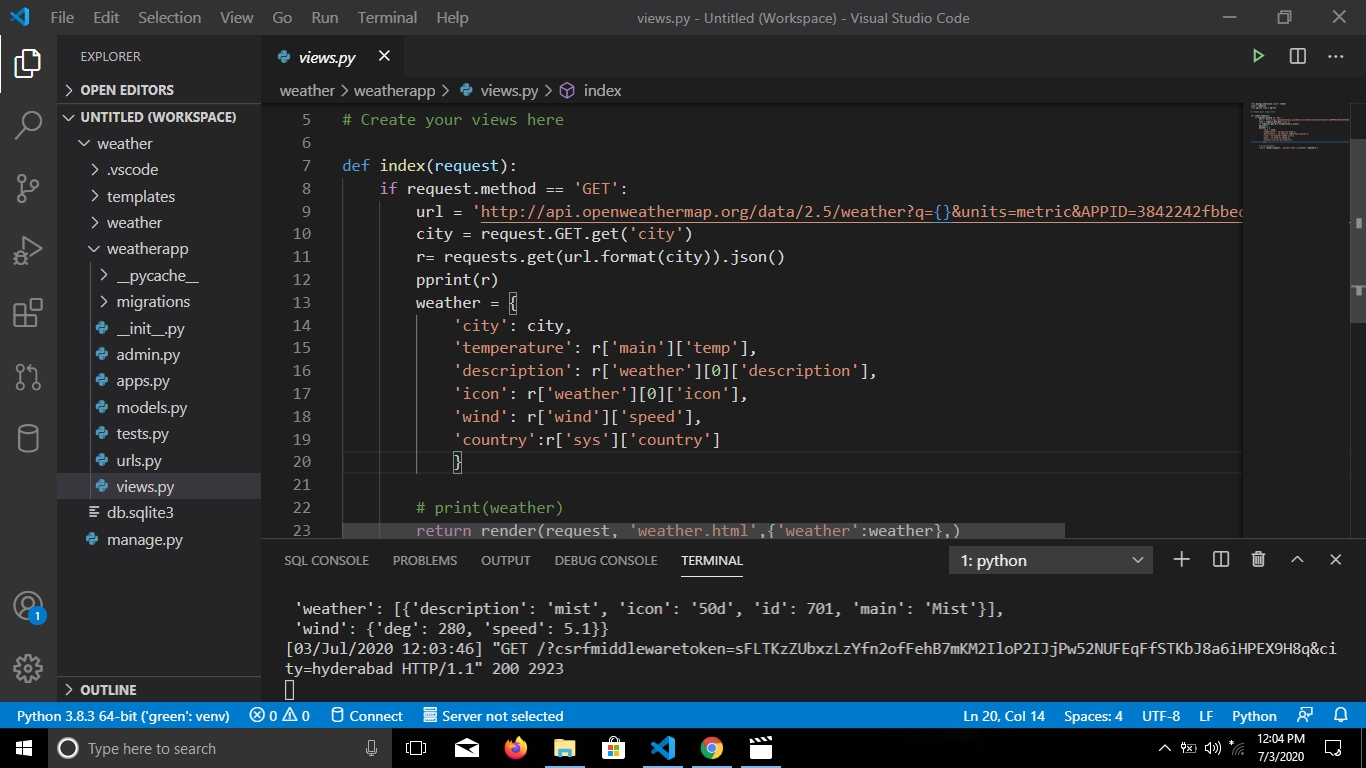 File Edit Selection View Go Run Terminal Help
views.py - Untitled (Workspace) - Visual Studio Code
EXPLORER
OPEN EDITORS
UNTITLED (WORKSPACE)
weather
.vscode
templates
weather
weatherapp
__pycache__
migrations
__init__.py
admin.py
apps.py
models.py
tests.py
urls.py
views.py
db.sqlite3
manage.py
OUTLINE
1
views.py
weather > weatherapp > views.py > index
5 # Create your views here
6
7 def index(request):
8 if request.method == 'GET':
9 url = 'http://api.openweathermap.org/data/2.5/weather?q={}&units=metric&APPID=3842242fbbec
10 city = request.GET.get('city')
11 r= requests.get(url.format(city)).json()
12 pprint(r)
13 weather = {
14 'city': city,
15 'temperature': r['main']['temp'],
16 'description': r['weather'][0]['description'],
17 'icon': r['weather'][0]['icon'],
18 'wind': r['wind']['speed'],
19 'country':r['sys']['country']
20 }
21
22 # print(weather)
23 return render(request, 'weather.html',{'weather':weather},)
SQL CONSOLE PROBLEMS OUTPUT DEBUG CONSOLE TERMINAL
1: python
'weather': [{'description': 'mist', 'icon': '50d', 'id': 701, 'main': 'Mist'}],
'wind': {'deg': 280, 'speed': 5.1}}
[03/Jul/2020 12:03:46] "GET /?csrfmiddlewaretoken=sFLTKzZUbxzLzYfn2ofFehB7mKM2IloP2IJjPw52NUFEqFfSTKbJ8a6iHPEX9H8q&ci
ty=hyderabad HTTP/1.1" 200 2923
Python 3.8.3 64-bit ('green': venv) 0 0 Connect Server not selected
Ln 20, Col 14 Spaces: 4 UTF-8 LF Python
Type here to search
12:04 PM
7/3/2020